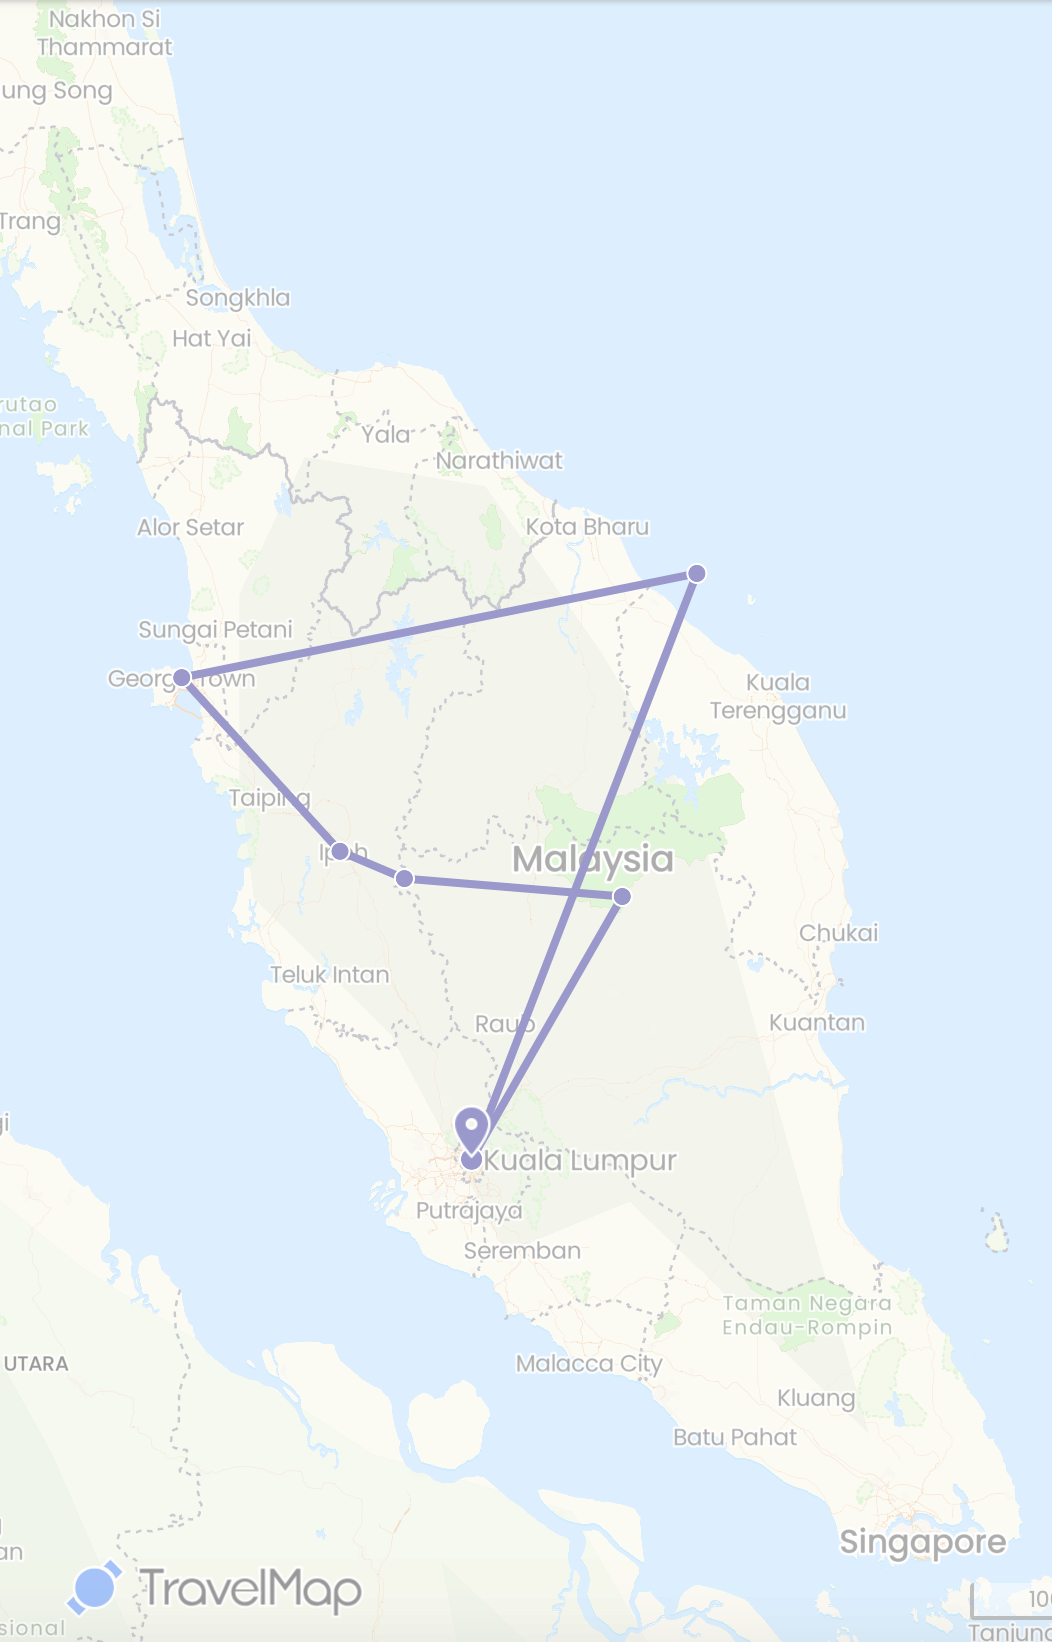 Nakhon Si
Thammarat
ung Song
Trang
Songkhla
Hat Yai
rutao
nal Park
Yala
Narathiwat
Alor Setar
Kota Bharu
Sungai Petani
George Town
Kuala
Terengganu
Taiping
Ipoh
Malaysia
Chukai
Teluk Intan
Raub
Kuantan
gi
Kuala Lumpur
Putrajaya
Seremban
Taman Negara
Endau-Rompin
UTARA
Malacca City
Kluang
Batu Pahat
Singapore
an
TravelMap
100
sional
Tanjung